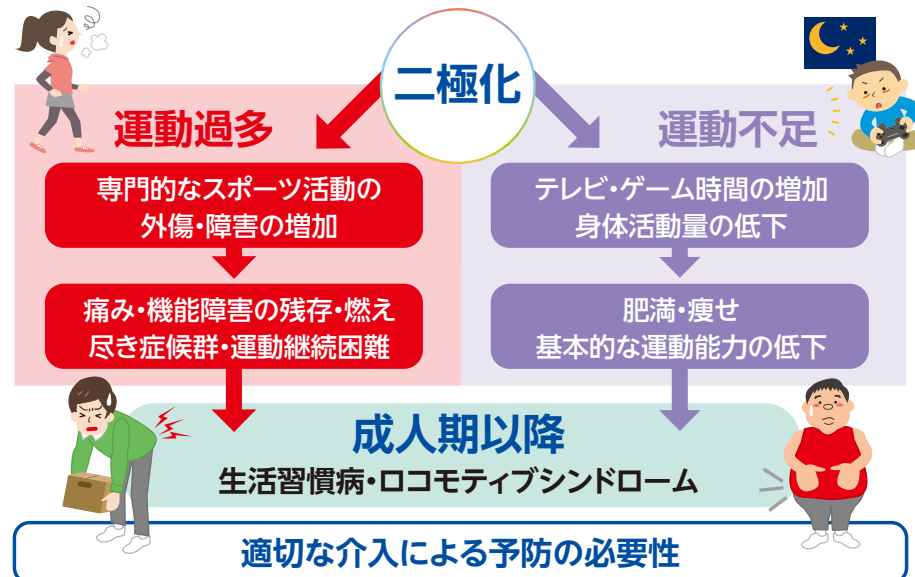 二極化
運動過多
専門的なスポーツ活動の
外傷・障害の増加
痛み・機能障害の残存・燃え
尽き症候群・運動継続困難
運動不足
テレビ・ゲーム時間の増加
身体活動量の低下
肥満・痩せ
基本的な運動能力の低下
成人期以降
生活習慣病・ロコモティブシンドローム
適切な介入による予防の必要性